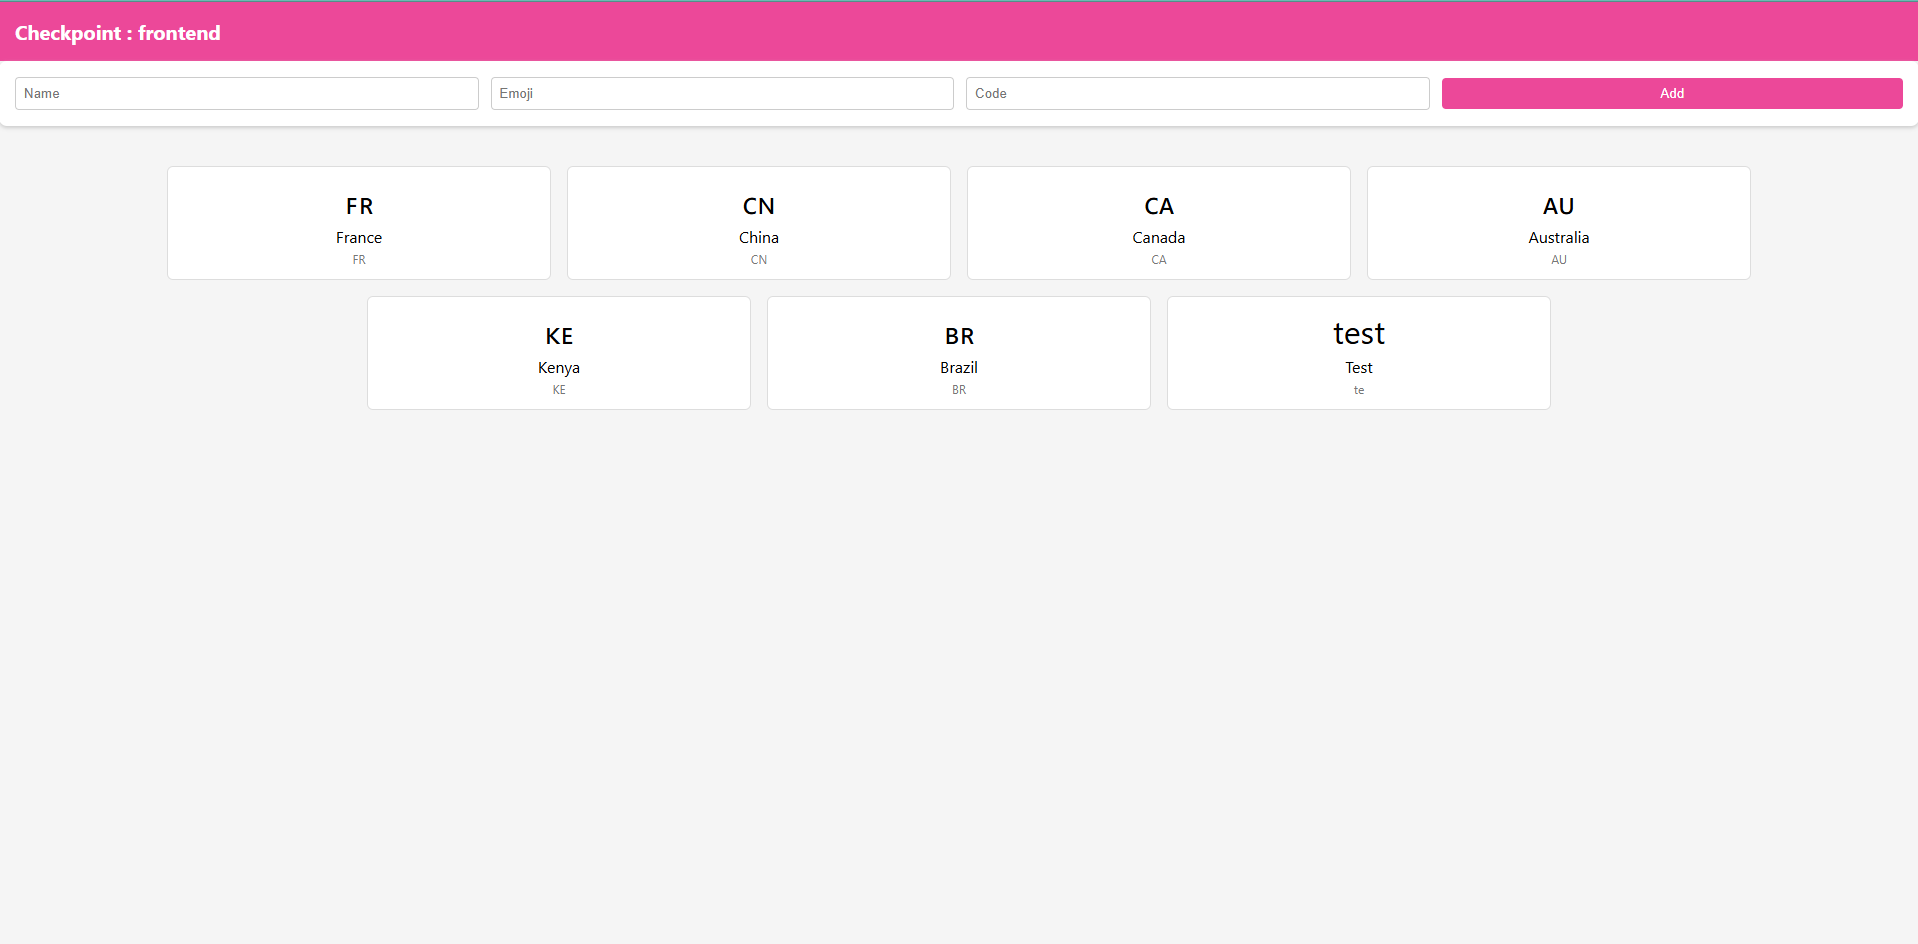 Checkpoint : frontend
Name
Emoji
Code
Add
FR
France
FR
CN
China
CN
CA
Canada
CA
AU
Australia
AU
KE
Kenya
KE
BR
Brazil
BR
test
Test
te